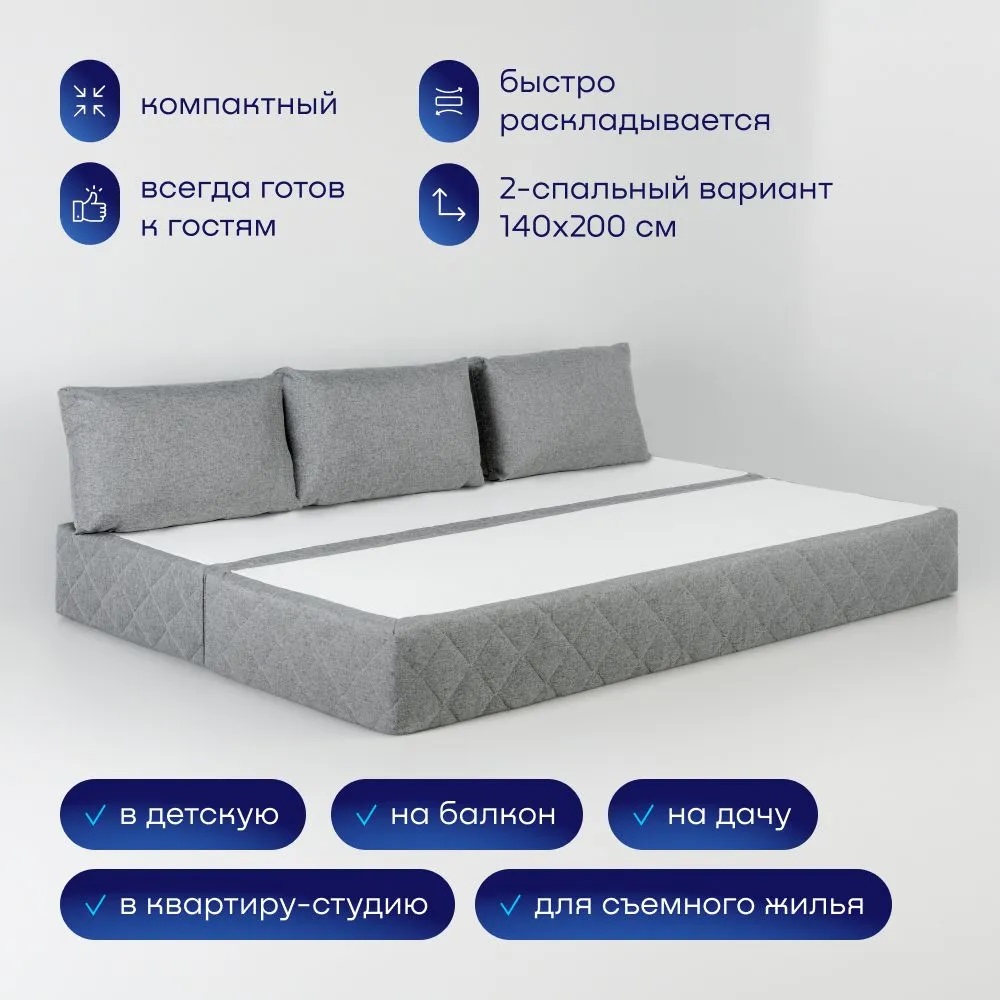 компактный
быстро
раскладывается
всегда готов
к гостям
2-спальный вариант
140х200 см
в детскую
на балкон
на дачу
в квартиру-студию
для съемного жилья